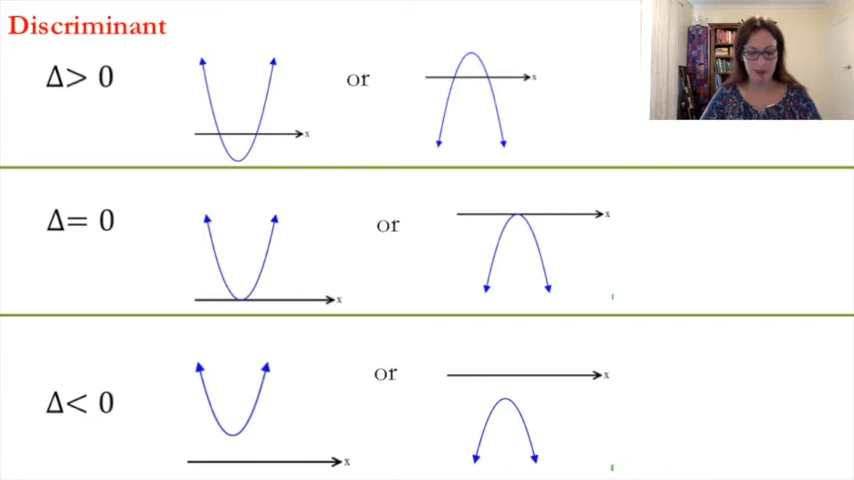 Discriminant
Δ> 0
or
x
x
Δ= 0
or
x
x
Δ< 0
or
x
x